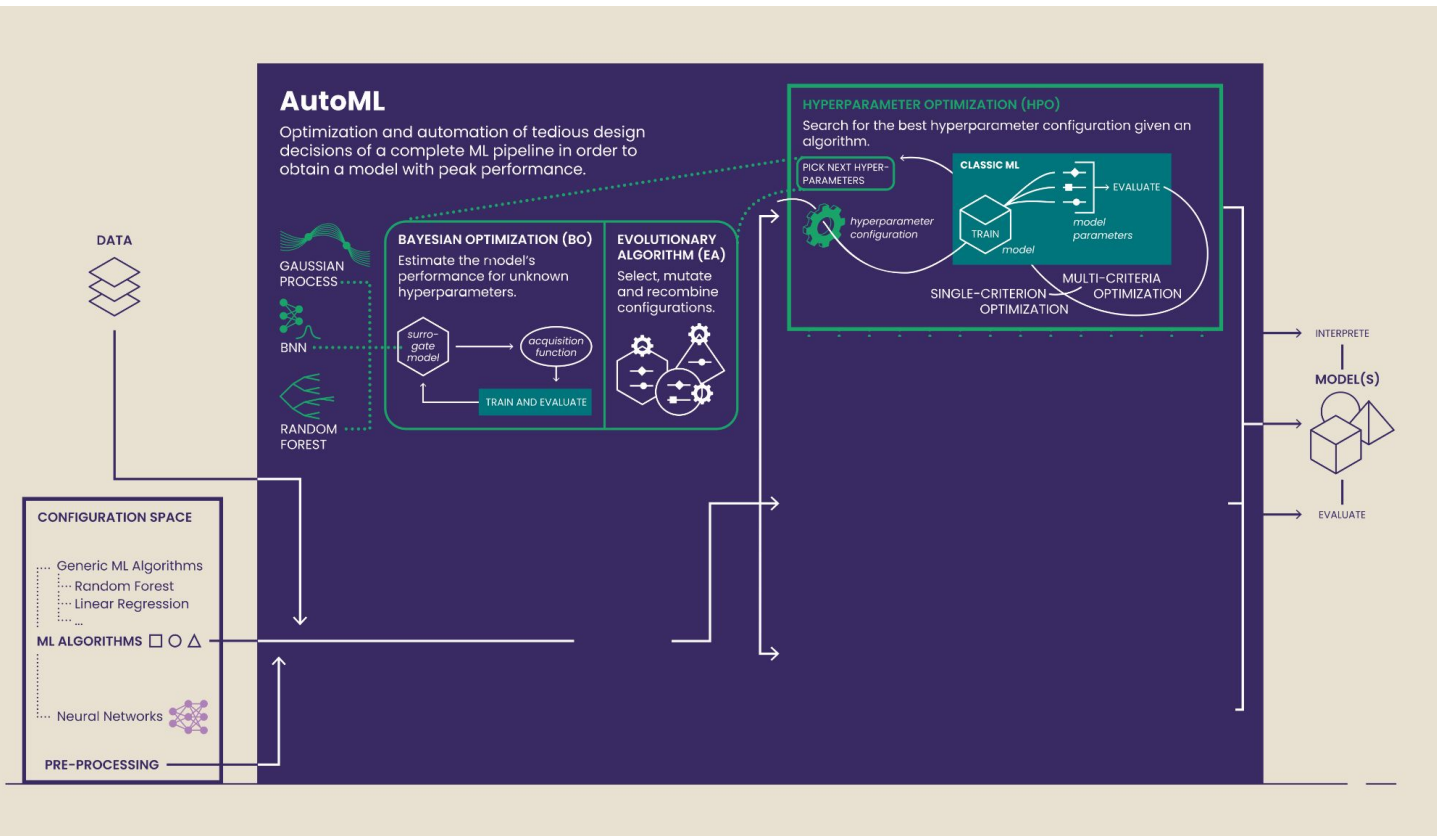 AutoML
Optimization and automation of tedious design
decisions of a complete ML pipeline in order to
obtain a model with peak performance.
HYPERPARAMETER OPTIMIZATION (HPO)
Search for the best hyperparameter configuration given an
algorithm.
PICK NEXT HYPER-
PARAMETERS
CLASSIC ML
EVALUATE
TRAIN
model
model
parameters
hyperparameter
configuration
MULTI-CRITERIA
OPTIMIZATION
SINGLE-CRITERION
OPTIMIZATION
DATA
GAUSSIAN
PROCESS
BNN
RANDOM
FOREST
BAYESIAN OPTIMIZATION (BO)
Estimate the model's
performance for unknown
hyperparameters.
surro-
gate
model
acquisition
function
TRAIN AND EVALUATE
EVOLUTIONARY
ALGORITHM (EA)
Select, mutate
and recombine
configurations.
CONFIGURATION SPACE
Generic ML Algorithms
Random Forest
Linear Regression
...
ML ALGORITHMS
Neural Networks
PRE-PROCESSING
INTERPRETE
MODEL(S)
EVALUATE